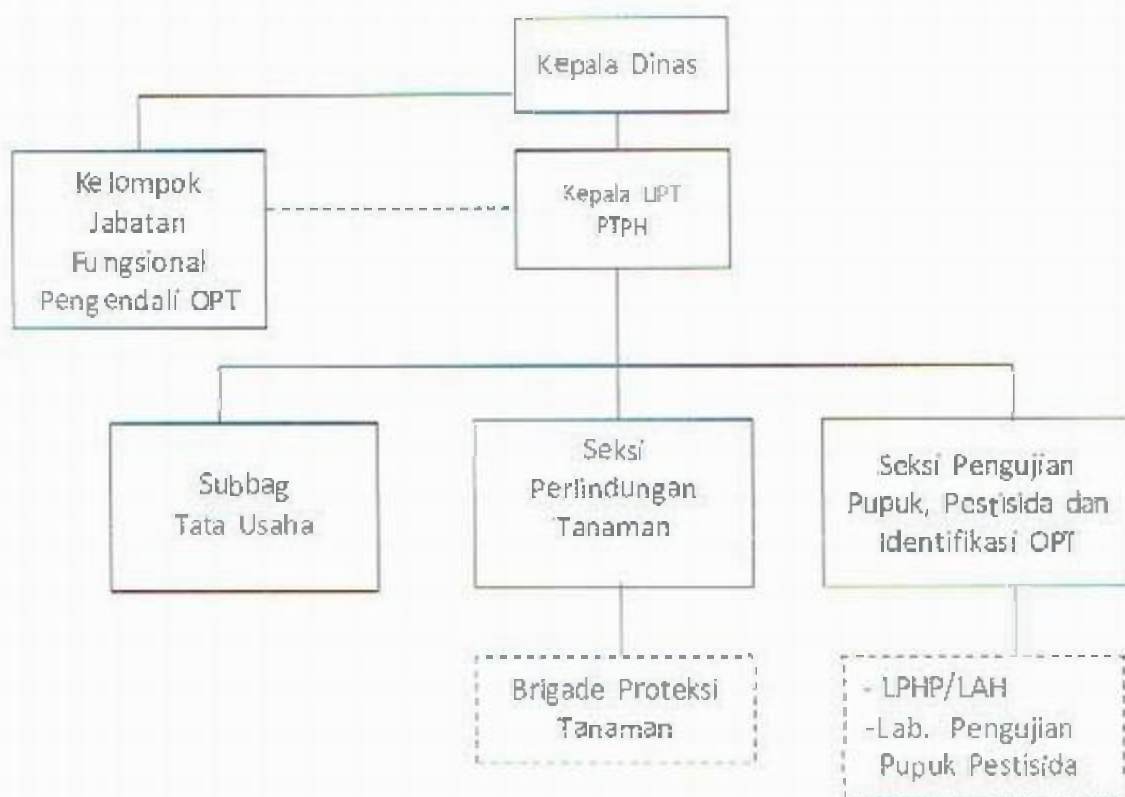 Kepala Dinas
Kelompok
Jabatan
Fungsional
Pengendali OPT
Kepala UPT
PTPH
Subbag
Tata Usaha
Seksi
Perlindungan
Tanaman
Seksi Pengujian
Pupuk, Pestisida dan
Identifikasi OPT
Brigade Proteksi
Tanaman
- LPHP/LAH
-Lab. Pengujian
Pupuk Pestisida